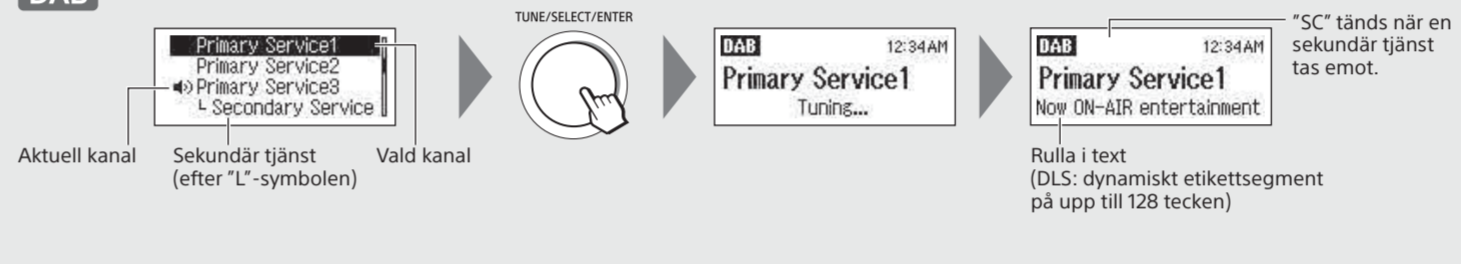 DAB
Primary Service1
Primary Service2
Primary Service3
└ Secondary Service
Aktuell kanal
Sekundär tjänst
(efter "L"-symbolen)
Vald kanal
TUNE/SELECT/ENTER
DAB 12:34AM
Primary Service1
Tuning...
DAB 12:34AM
Primary Service1
Now ON-AIR entertainment
"SC" tänds när en
sekundär tjänst
tas emot.
Rulla i text
(DLS: dynamiskt etikettsegment
på upp till 128 tecken)